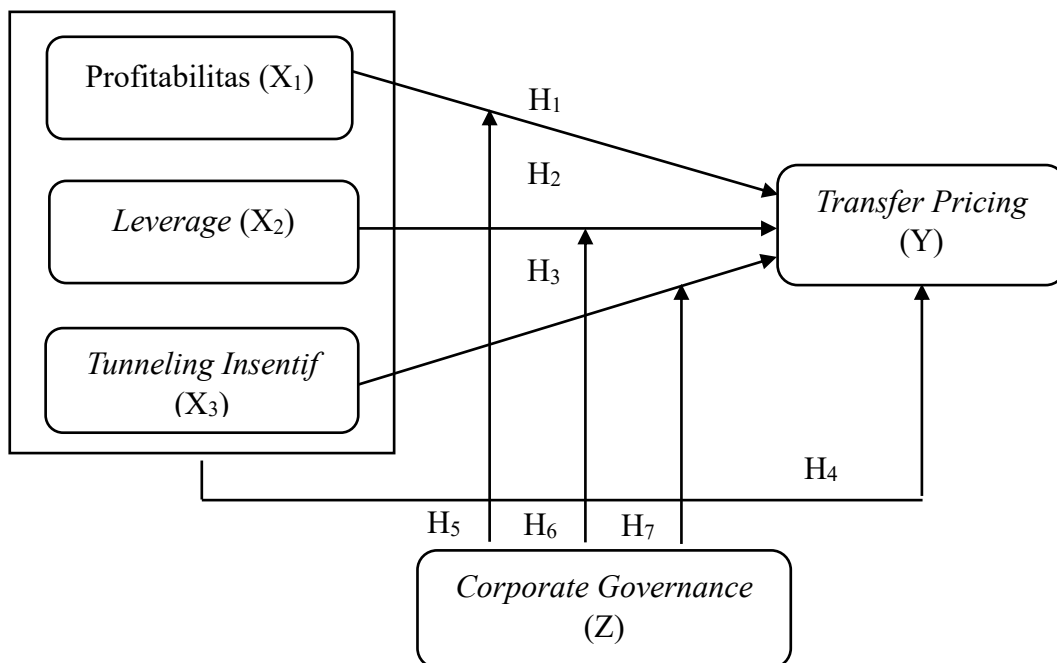 Profitabilitas (X₁)
H₁
H₂
Leverage (X₂)
Transfer Pricing
(Y)
H₃
Tunneling Insentif
(X₃)
H₄
H₅
H₆
H₇
Corporate Governance
(Z)